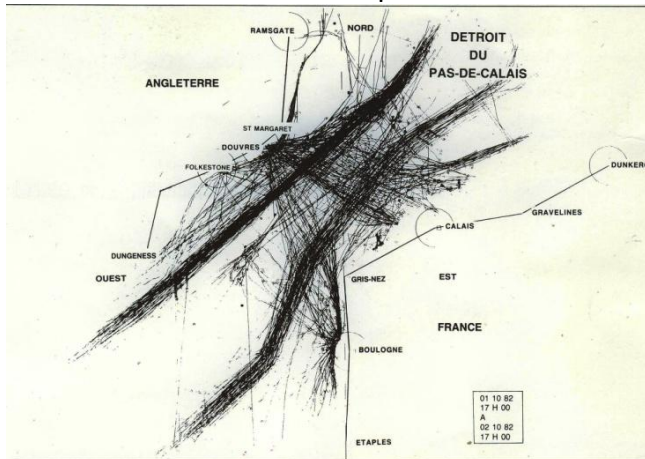 RAMSGATE
NORD
DETROIT
DU
PAS-DE-CALAIS
ANGLETERRE
ST MARGARET
DOUVRES
FOLKESTONE
DUNKERQ
GRAVELINES
CALAIS
DUNGENESS
OUEST
GRIS-NEZ
EST
FRANCE
BOULOGNE
01 10 82
17 H 00
A
02 10 82
17 H 00
ETAPLES